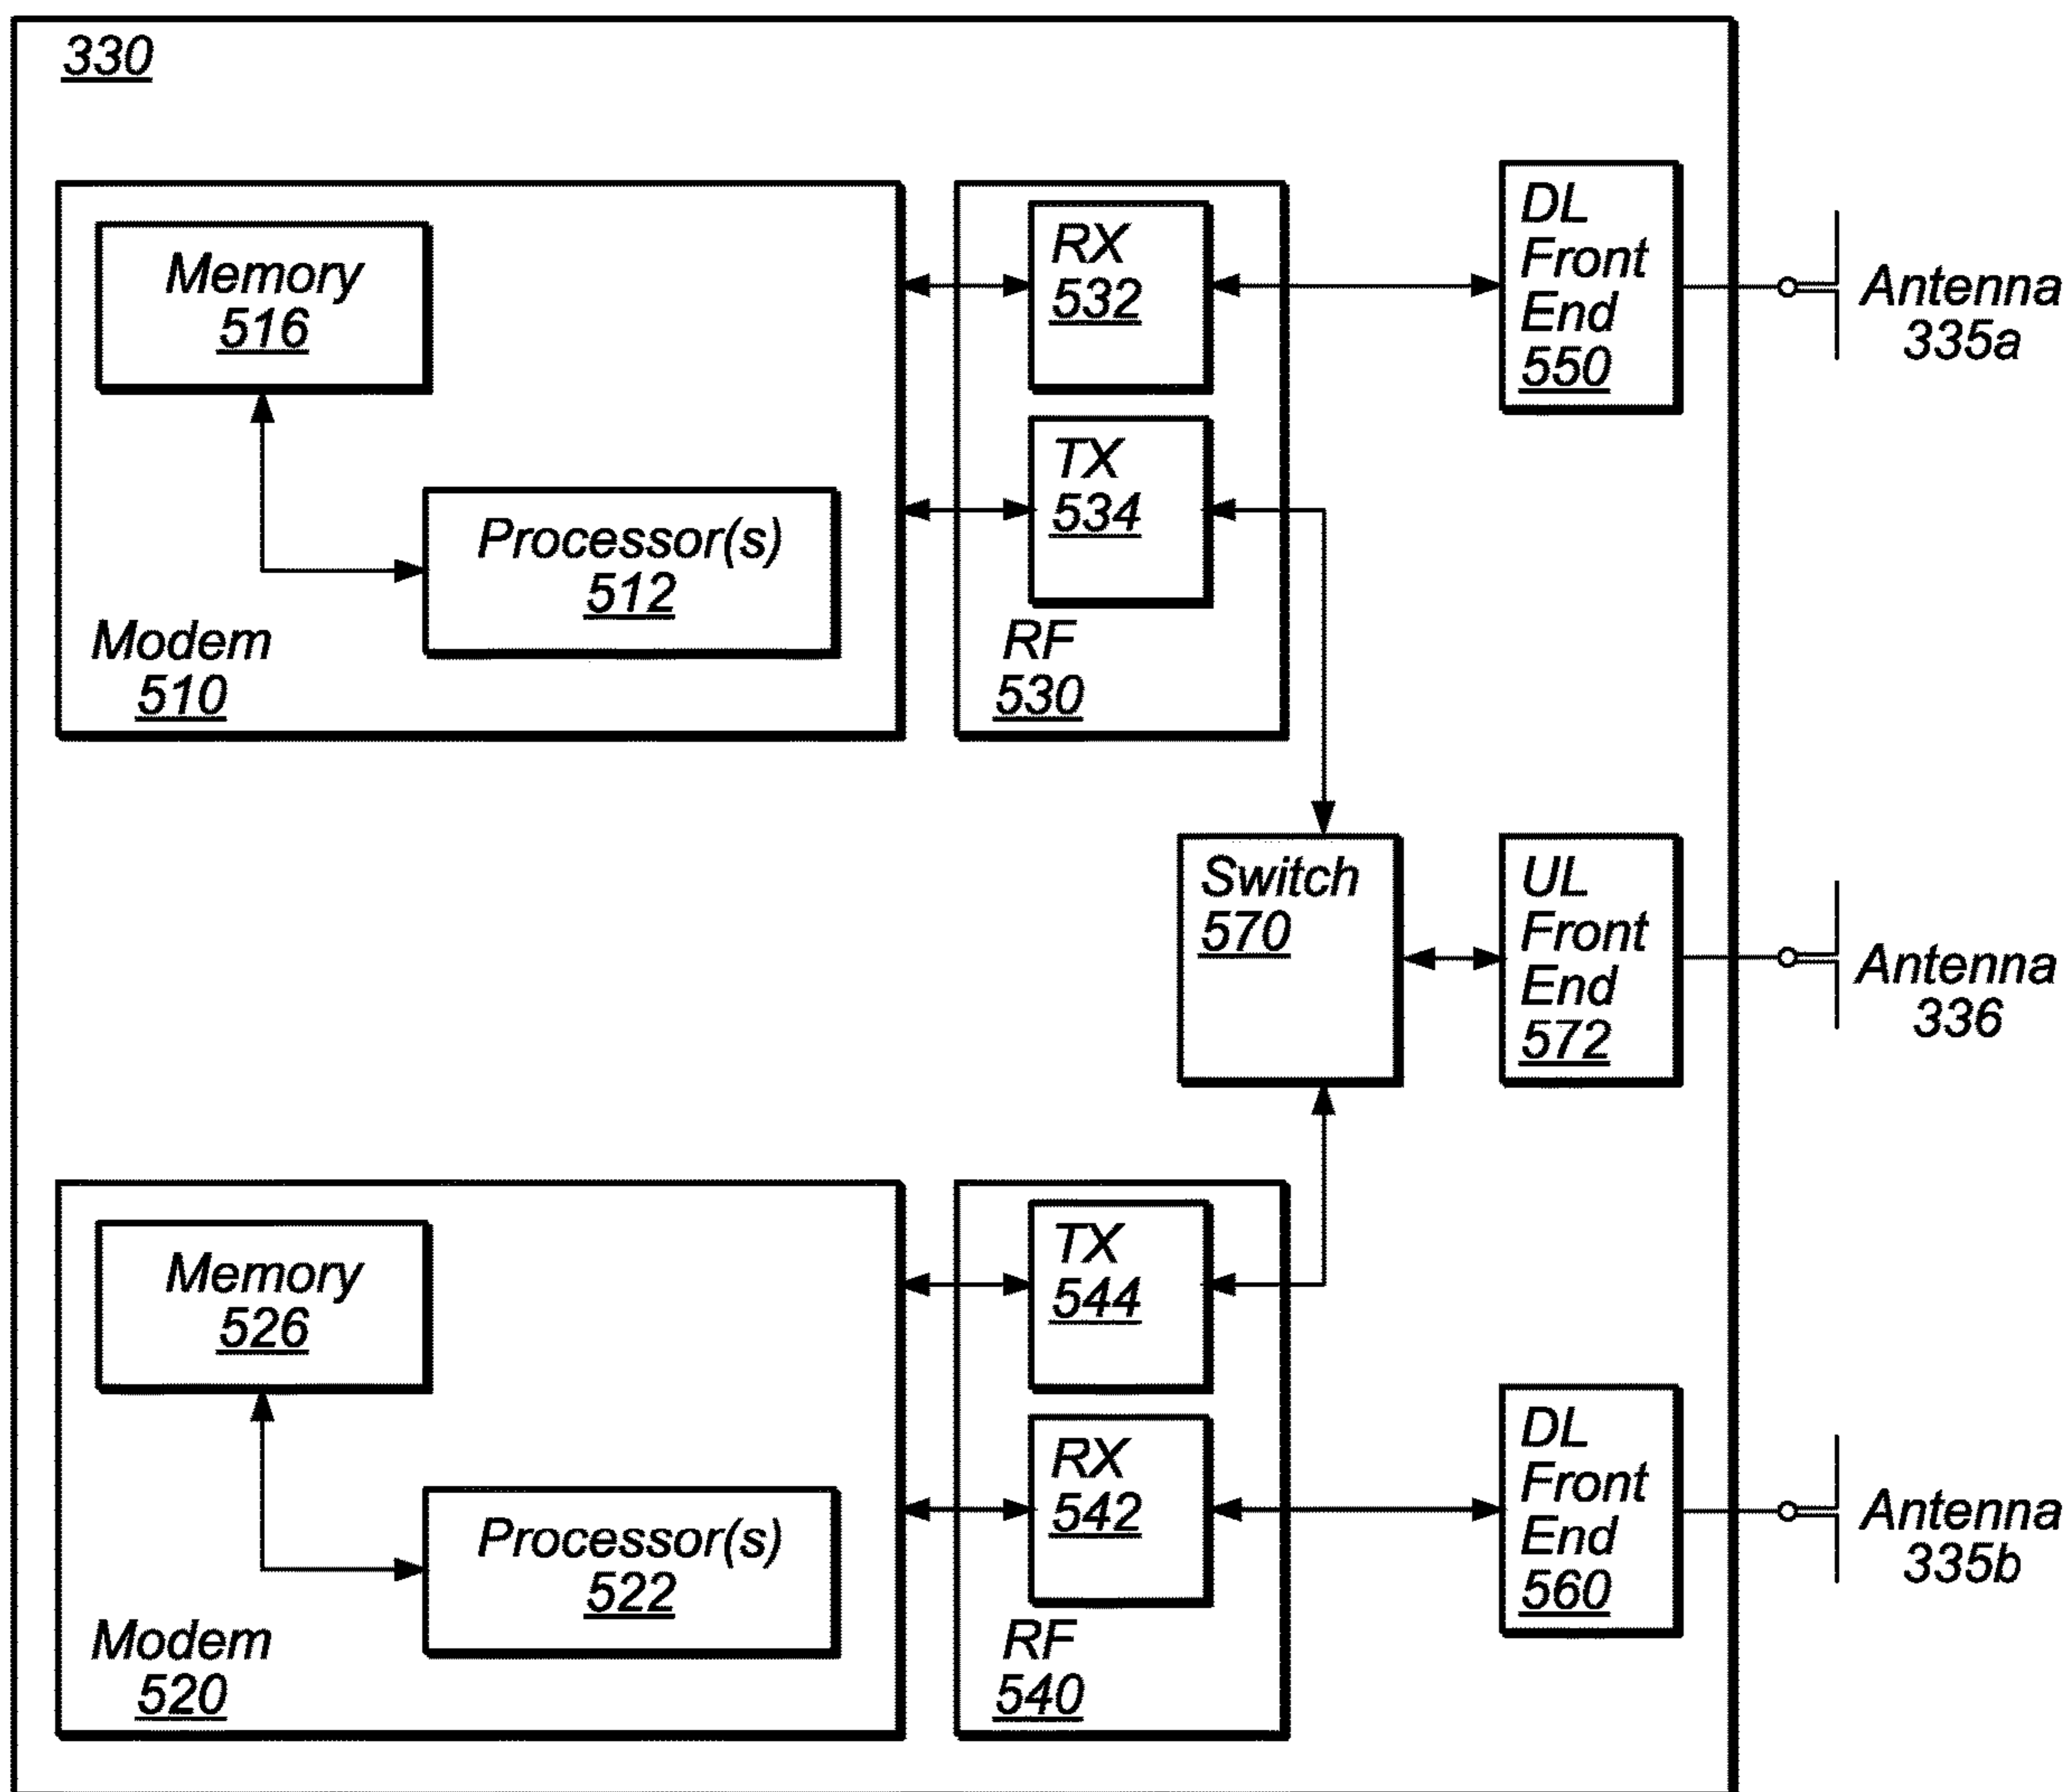 330
Memory
516
Processor(s)
512
Modem
510
RX
532
TX
534
RF
530
DL
Front
End
550
Antenna
335a
Switch
570
UL
Front
End
572
Antenna
336
Memory
526
Processor(s)
522
Modem
520
TX
544
RX
542
RF
540
DL
Front
End
560
Antenna
335b